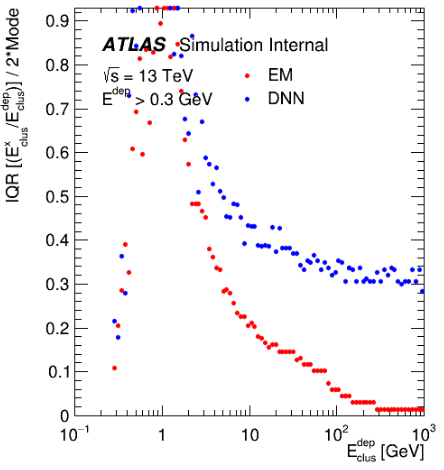 ATLAS Simulation Internal
√s = 13 TeV
E^dep > 0.3 GeV
EM
DNN
IQR [(E^x_clus/E^dep_clus)] / 2*Mode
0.9
0.8
0.7
0.6
0.5
0.4
0.3
0.2
0.1
0
10^−1
1
10
10^2
10^3
E^dep_clus [GeV]